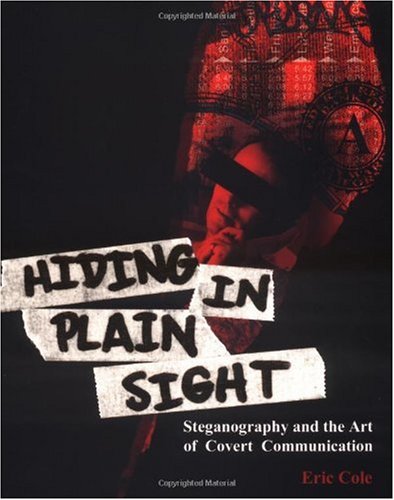 Copyrighted Material
HIDING
IN
PLAIN
SIGHT
Steganography and the Art
of Covert Communication
Eric Cole
Copyrighted Material